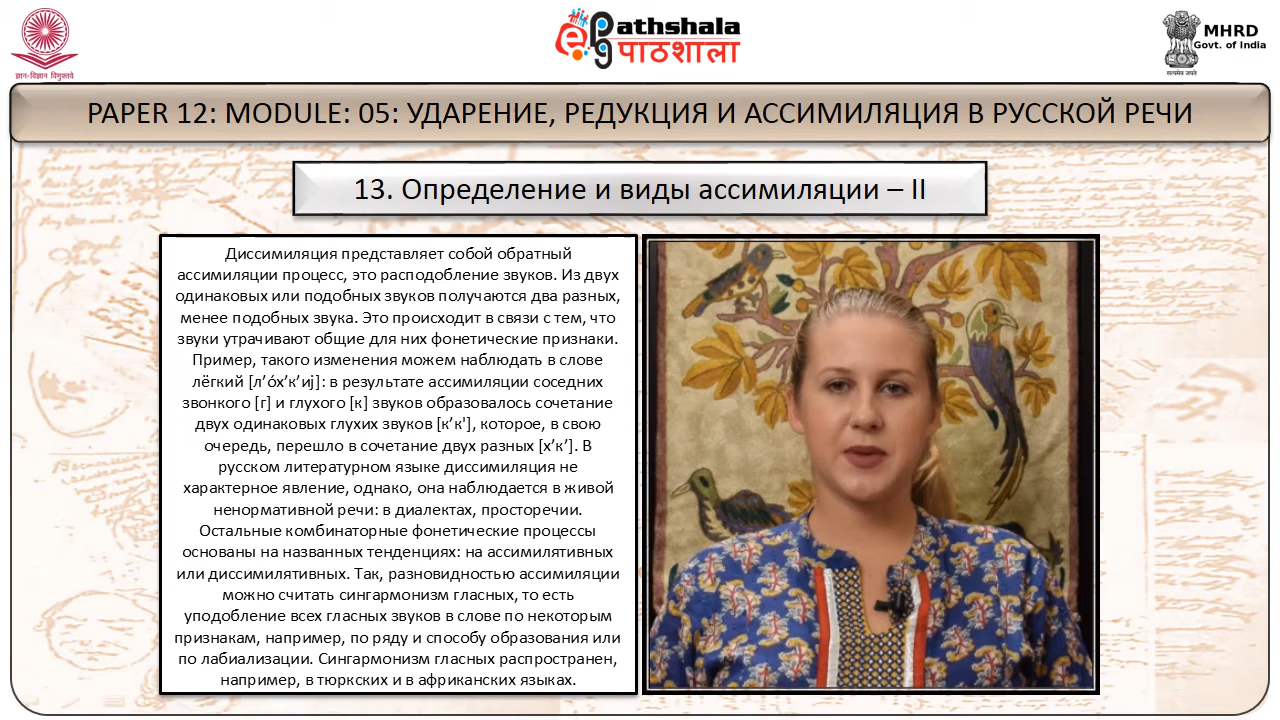 ज्ञान-विज्ञान विमुक्तये
ePathshala
पाठशाला
MHRD
Govt. of India
सत्यमेव जयते
PAPER 12: MODULE: 05: УДАРЕНИЕ, РЕДУКЦИЯ И АССИМИЛЯЦИЯ В РУССКОЙ РЕЧИ
13. Определение и виды ассимиляции – II
Диссимиляция представляет собой обратный
ассимиляции процесс, это расподобление звуков. Из двух
одинаковых или подобных звуков получаются два разных,
менее подобных звука. Это происходит в связи с тем, что
звуки утрачивают общие для них фонетические признаки.
Пример, такого изменения можем наблюдать в слове
лёгкий [л’óх’к’иj]: в результате ассимиляции соседних
звонкого [г] и глухого [к] звуков образовалось сочетание
двух одинаковых глухих звуков [к’к'], которое, в свою
очередь, перешло в сочетание двух разных [х’к’]. В
русском литературном языке диссимиляция не
характерное явление, однако, она наблюдается в живой
ненормативной речи: в диалектах, просторечии.
Остальные комбинаторные фонетические процессы
основаны на названных тенденциях: на ассимилятивных
или диссимилятивных. Так, разновидностью ассимиляции
можно считать сингармонизм гласных, то есть
уподобление всех гласных звуков в слове по некоторым
признакам, например, по ряду и способу образования или
по лабиализации. Сингармонизм гласных распространен,
например, в тюркских и в африканских языках.